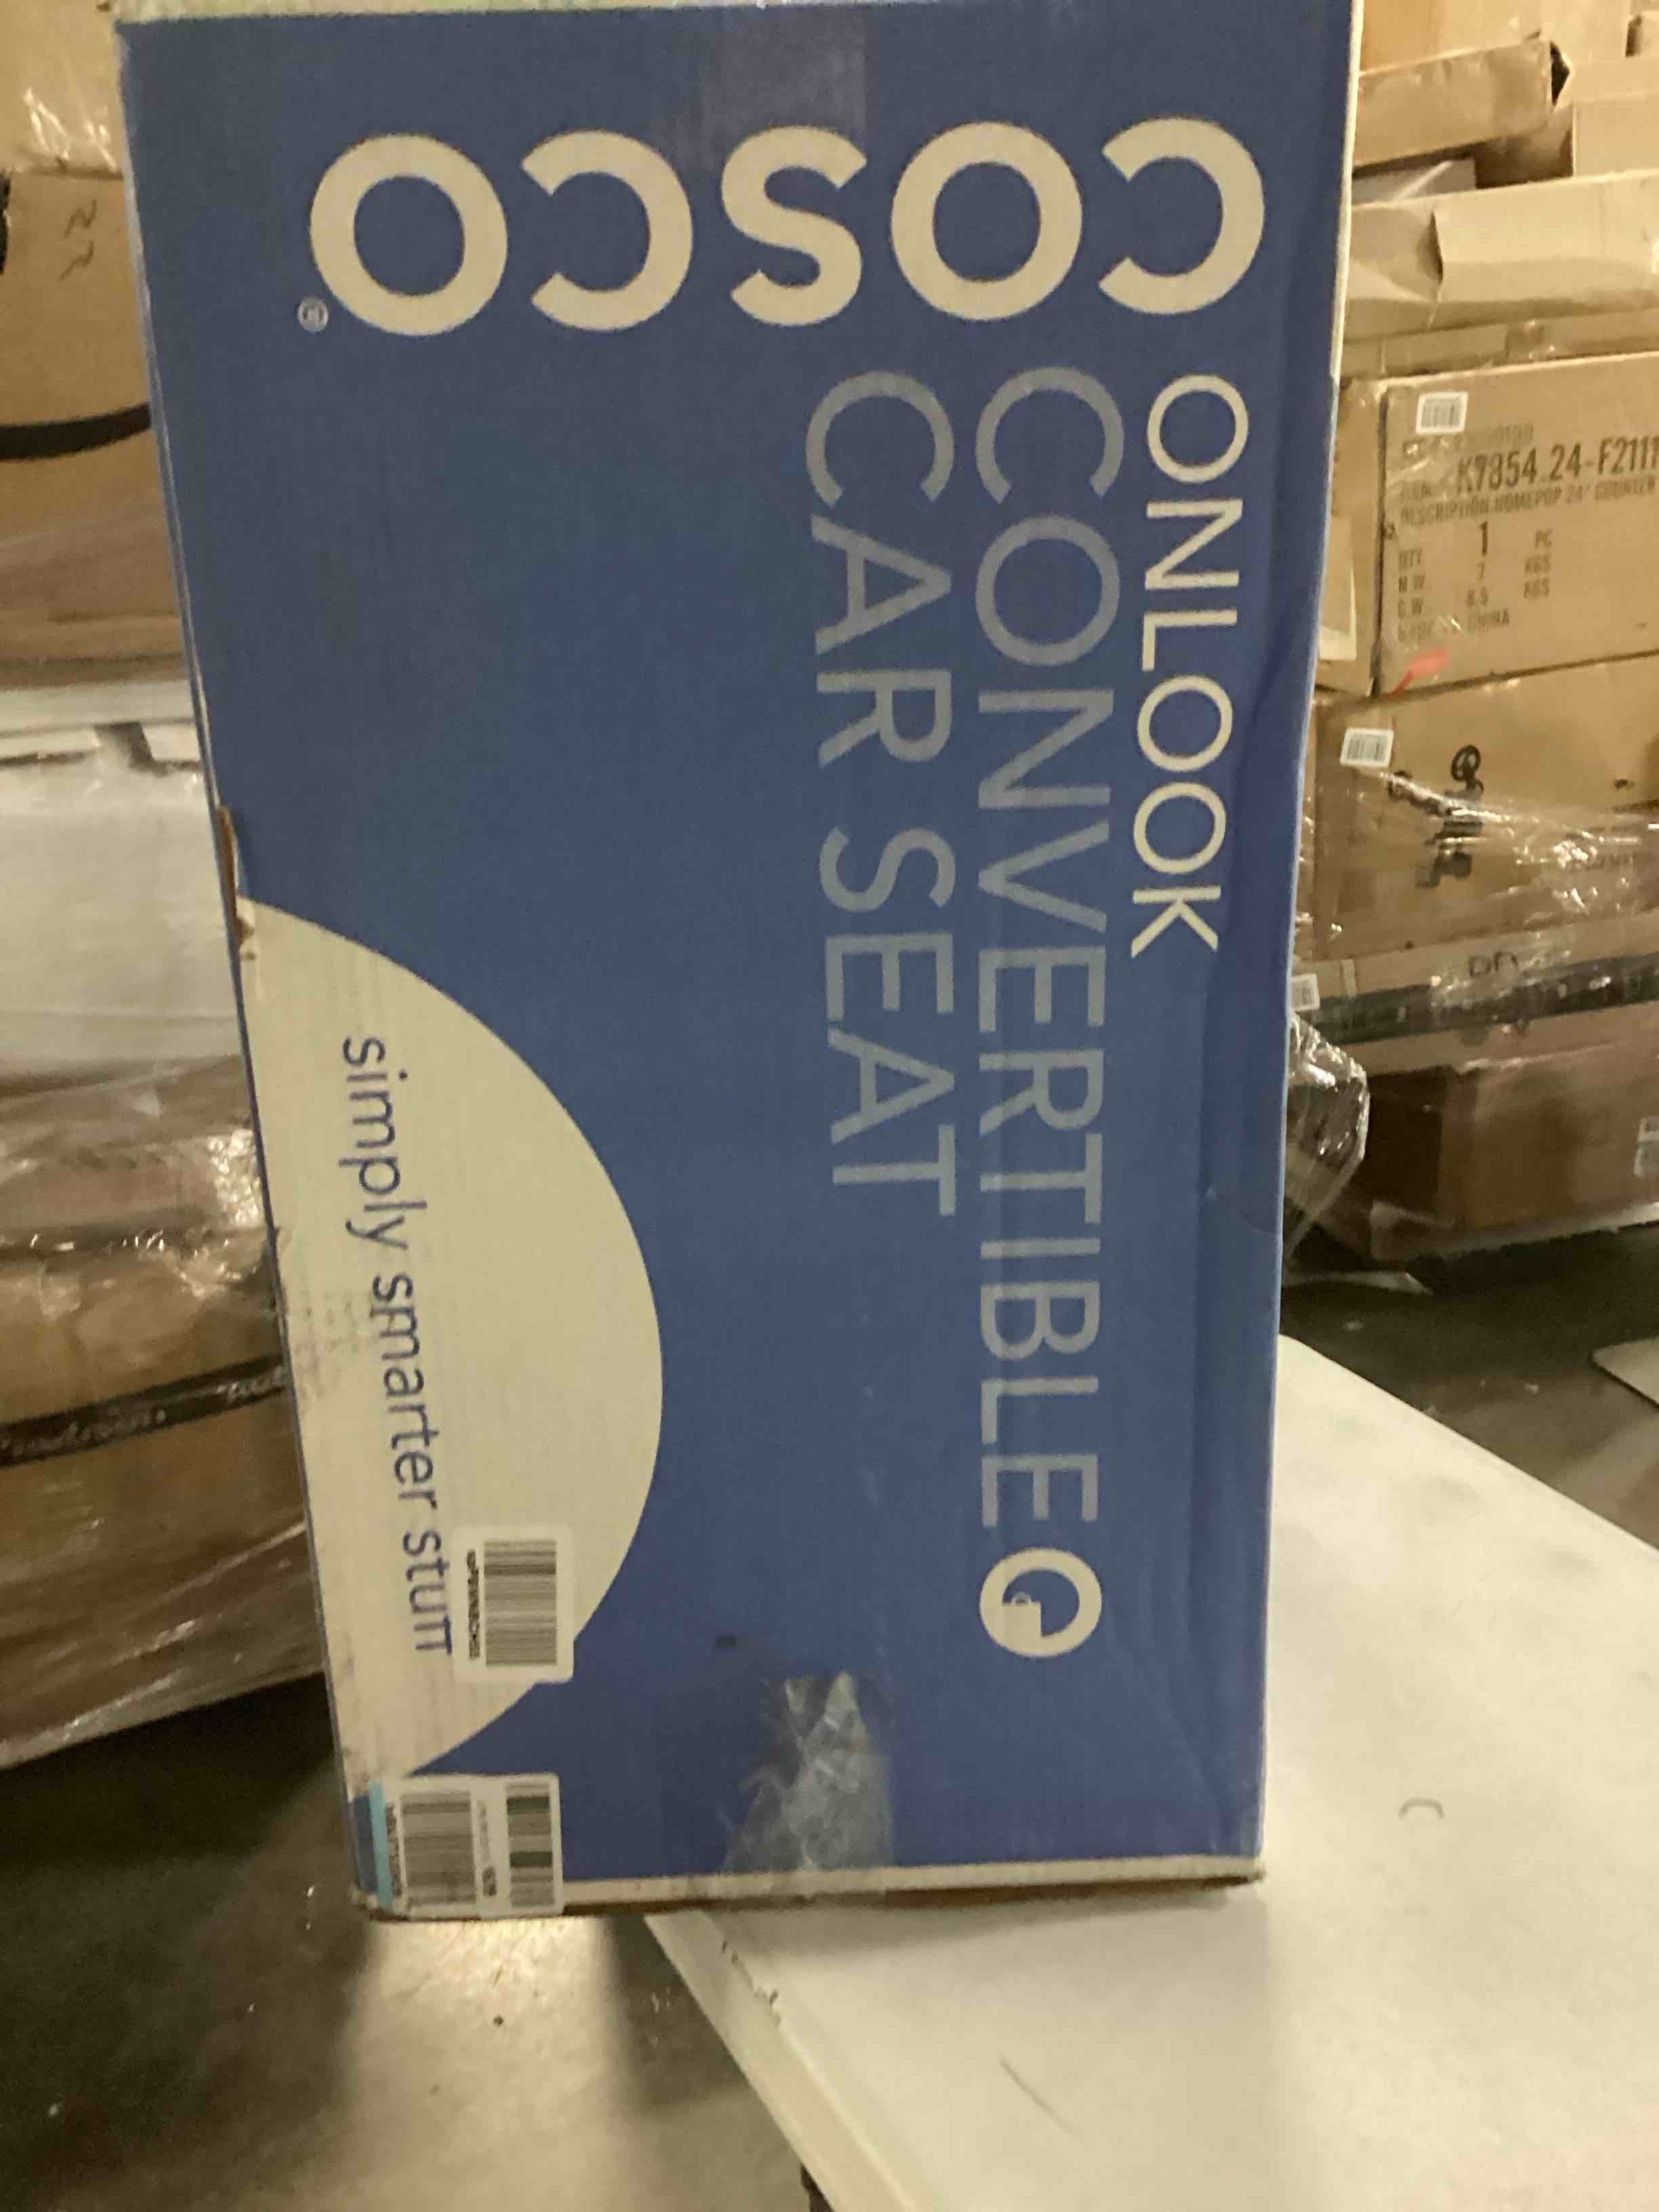 COSCO®
ONLOOK
CONVERTIBLE
CAR SEAT
simply smarter stuff
K7854.24-F2111
DESCRIPTION: HOMEPOP 24" COUNTER
QTY. 1 PC
N.W. 7 KGS
G.W. 8.5 KGS
CHINA